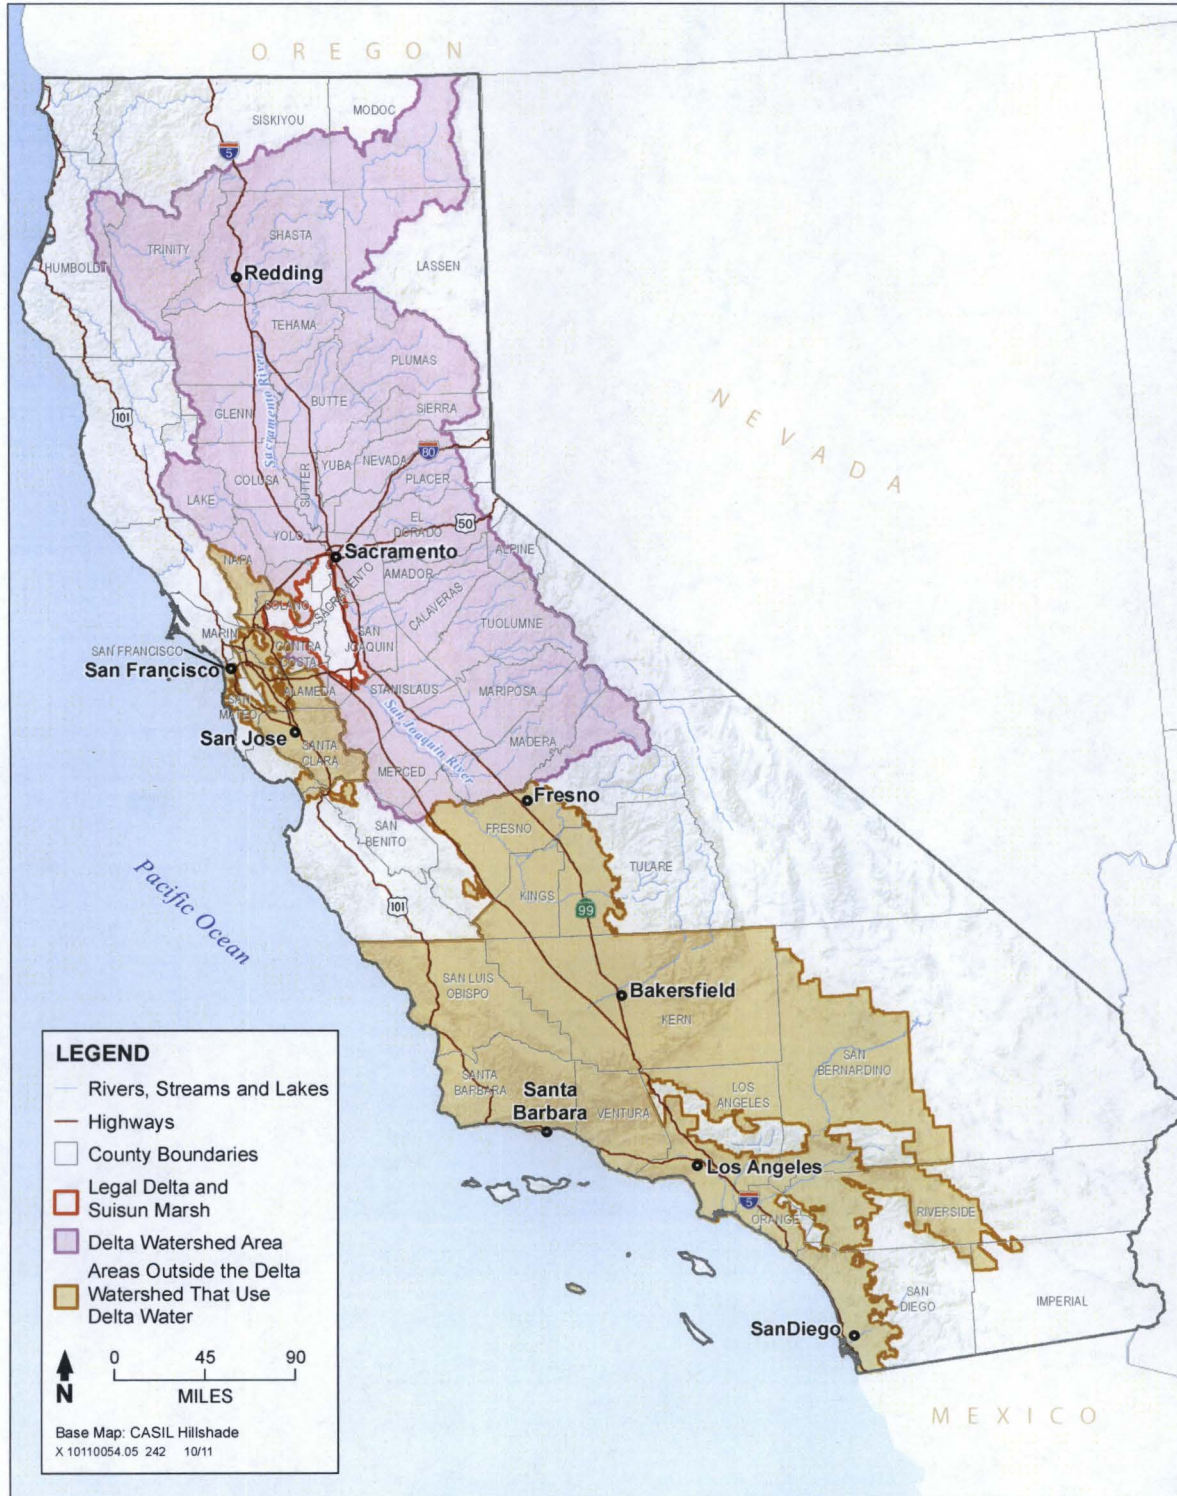 OREGON
SISKIYOU
MODOC
5
TRINITY
SHASTA
HUMBOLDT
LASSEN
Redding
TEHAMA
PLUMAS
Sacramento River
BUTTE
GLENN
SIERRA
101
80
YUBA
NEVADA
SUTTER
COLUSA
PLACER
LAKE
EL
DORADO
50
YOLO
NEVADA
Sacramento
ALPINE
NAPA
AMADOR
SACRAMENTO
SOLANO
CALAVERAS
TUOLUMNE
MARIN
SAN
JOAQUIN
CONTRA
COSTA
SAN FRANCISCO
San Francisco
ALAMEDA
STANISLAUS
MARIPOSA
SAN
MATEO
San Joaquin River
San Jose
SANTA
CLARA
MADERA
MERCED
Fresno
FRESNO
SAN
BENITO
TULARE
KINGS
Pacific Ocean
101
99
SAN LUIS
OBISPO
Bakersfield
KERN
SAN
BERNARDINO
SANTA
BARBARA
Santa
Barbara
VENTURA
LOS
ANGELES
Los Angeles
5
ORANGE
RIVERSIDE
SAN
DIEGO
IMPERIAL
SanDiego
MEXICO
LEGEND
Rivers, Streams and Lakes
Highways
County Boundaries
Legal Delta and
Suisun Marsh
Delta Watershed Area
Areas Outside the Delta
Watershed That Use
Delta Water
N
0 45 90
MILES
Base Map: CASIL Hillshade
X 10110054.05 242 10/11